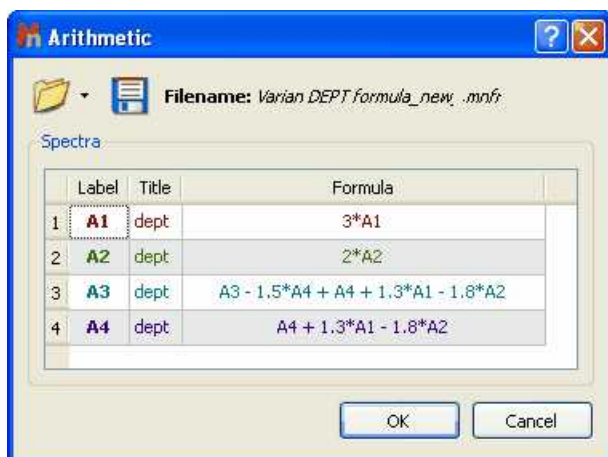 Arithmetic
Filename: Varian DEPT formula_new_ .mnfr
Spectra
Label Title Formula
1 A1 dept 3*A1
2 A2 dept 2*A2
3 A3 dept A3 - 1.5*A4 + A4 + 1.3*A1 - 1.8*A2
4 A4 dept A4 + 1.3*A1 - 1.8*A2
OK Cancel